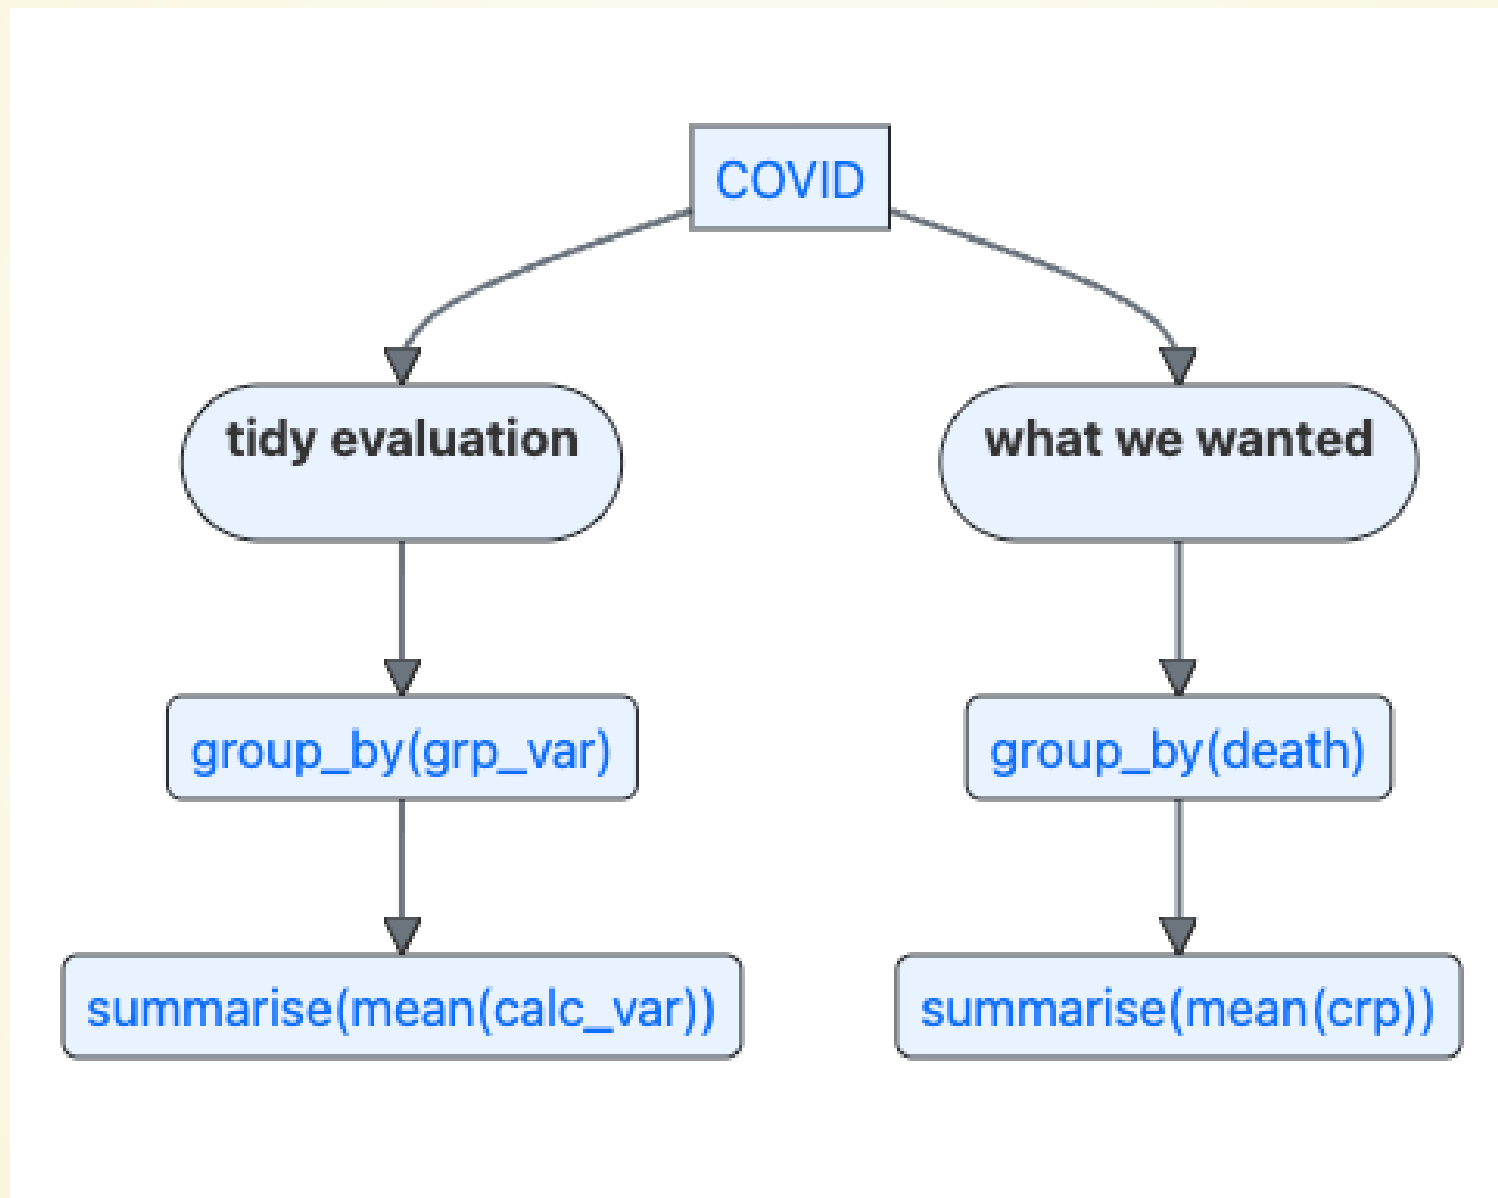 COVID
tidy evaluation
what we wanted
group_by(grp_var)
group_by(death)
summarise(mean(calc_var))
summarise(mean(crp))